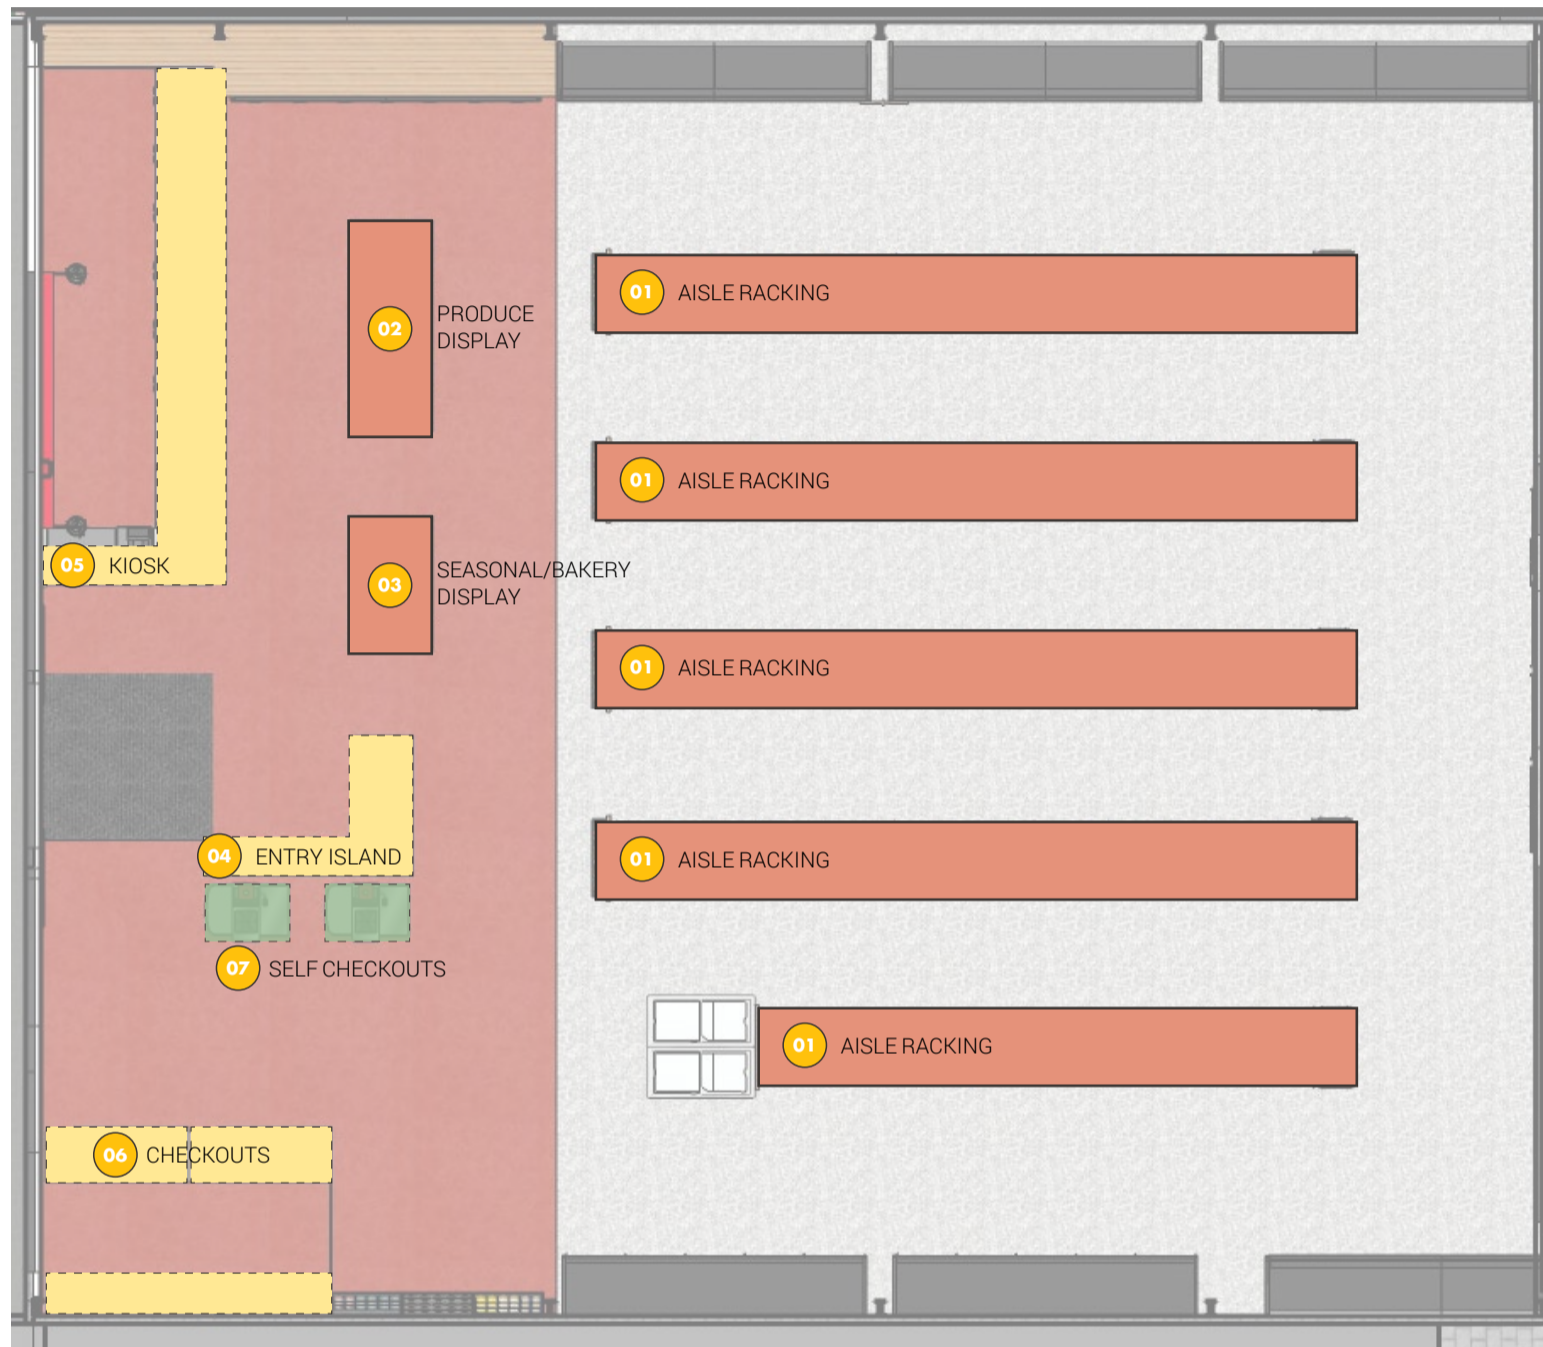 01 AISLE RACKING
02 PRODUCE
DISPLAY
01 AISLE RACKING
05 KIOSK
03 SEASONAL/BAKERY
DISPLAY
01 AISLE RACKING
04 ENTRY ISLAND
01 AISLE RACKING
07 SELF CHECKOUTS
01 AISLE RACKING
06 CHECKOUTS